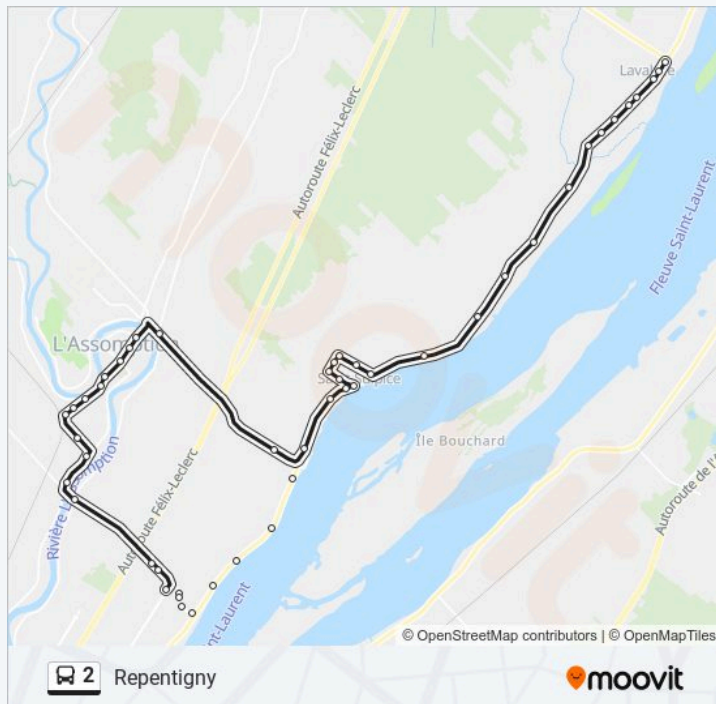 Lavaltrie
Autoroute Félix-Leclerc
Fleuve Saint-Laurent
L'Assomption
Île Bouchard
Rivière L'Assomption
Autoroute Félix-Leclerc
Autoroute de l'A
-Laurent
© OpenStreetMap contributors | © OpenMapTiles
2 Repentigny
moovit